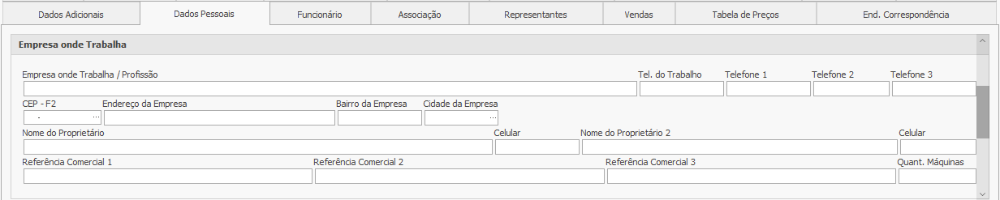 Dados Adicionais Dados Pessoais Funcionário Associação Representantes Vendas Tabela de Preços End. Correspondência
Empresa onde Trabalha
Empresa onde Trabalha / Profissão Tel. do Trabalho Telefone 1 Telefone 2 Telefone 3
CEP - F2 Endereço da Empresa Bairro da Empresa Cidade da Empresa
- ... ...
Nome do Proprietário Celular Nome do Proprietário 2 Celular
Referência Comercial 1 Referência Comercial 2 Referência Comercial 3 Quant. Máquinas